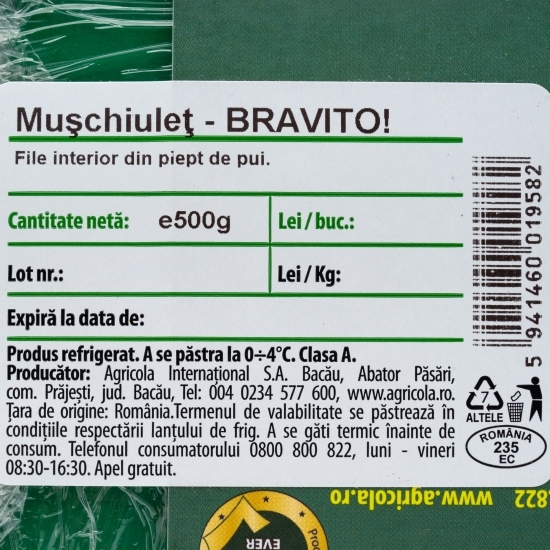 Muşchiuleţ - BRAVITO!
File interior din piept de pui.
Cantitate netă: e500g Lei / buc.:
Lot nr.: Lei / Kg:
Expiră la data de:
Produs refrigerat. A se păstra la 0÷4°C. Clasa A.
Producător: Agricola Internaţional S.A. Bacău, Abator Păsări,
com. Prăjeşti, jud. Bacău, Tel: 004 0234 577 600, www.agricola.ro.
Ţara de origine: România.Termenul de valabilitate se păstrează în
condiţiile respectării lanţului de frig. A se găti termic înainte de
consum. Telefonul consumatorului 0800 800 822, luni - vineri
08:30-16:30. Apel gratuit.
5 941460 019582
7
ALTELE
ROMÂNIA
235
EC
.822 www.agricola.ro
EVER